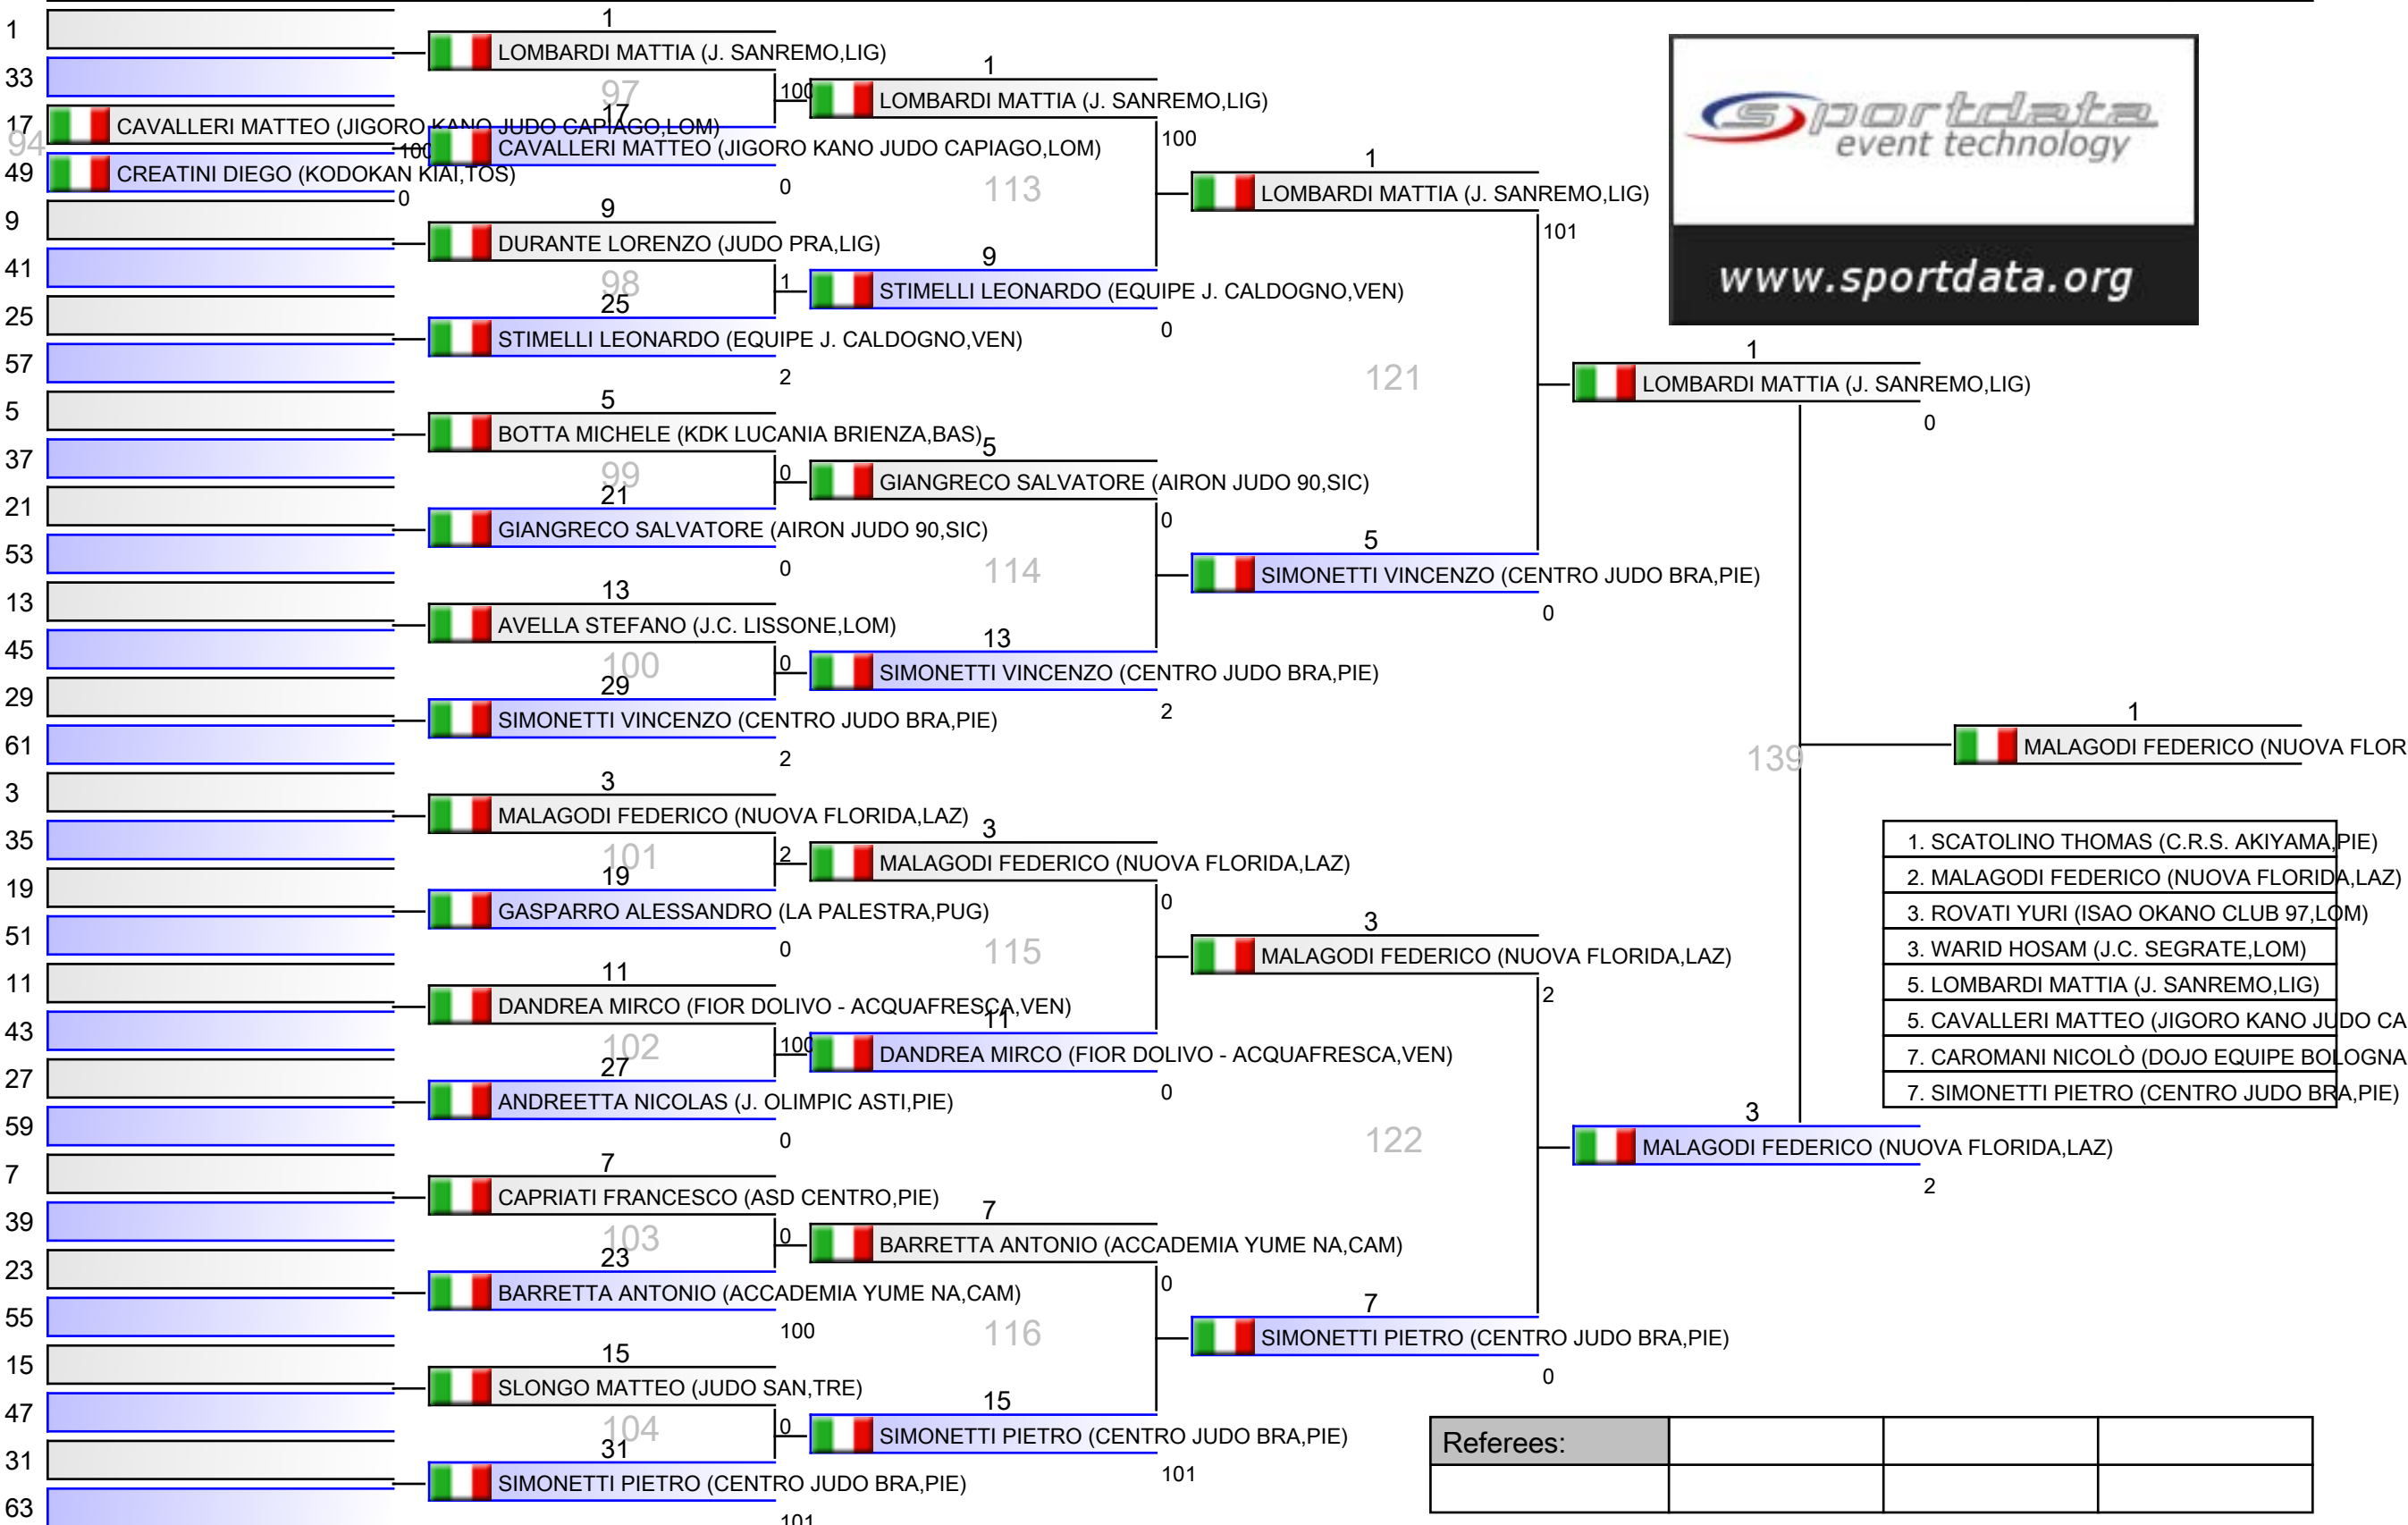 1
33
17
49
9
41
25
57
5
37
21
53
13
45
29
61
3
35
19
51
11
43
27
59
7
39
23
55
15
47
31
63
94
CAVALLERI MATTEO (JIGORO KANO JUDO CAPIAGO,LOM)
100
CREATINI DIEGO (KODOKAN KIAI,TOS)
0
1
LOMBARDI MATTIA (J. SANREMO,LIG)
97
100
17
CAVALLERI MATTEO (JIGORO KANO JUDO CAPIAGO,LOM)
0
9
DURANTE LORENZO (JUDO PRA,LIG)
98
1
25
STIMELLI LEONARDO (EQUIPE J. CALDOGNO,VEN)
2
5
BOTTA MICHELE (KDK LUCANIA BRIENZA,BAS)
99
0
21
GIANGRECO SALVATORE (AIRON JUDO 90,SIC)
0
13
AVELLA STEFANO (J.C. LISSONE,LOM)
100
0
29
SIMONETTI VINCENZO (CENTRO JUDO BRA,PIE)
2
3
MALAGODI FEDERICO (NUOVA FLORIDA,LAZ)
101
2
19
GASPARRO ALESSANDRO (LA PALESTRA,PUG)
0
11
DANDREA MIRCO (FIOR DOLIVO - ACQUAFRESCA,VEN)
102
100
27
ANDREETTA NICOLAS (J. OLIMPIC ASTI,PIE)
0
7
CAPRIATI FRANCESCO (ASD CENTRO,PIE)
103
0
23
BARRETTA ANTONIO (ACCADEMIA YUME NA,CAM)
100
15
SLONGO MATTEO (JUDO SAN,TRE)
104
0
31
SIMONETTI PIETRO (CENTRO JUDO BRA,PIE)
101
1
LOMBARDI MATTIA (J. SANREMO,LIG)
100
113
9
STIMELLI LEONARDO (EQUIPE J. CALDOGNO,VEN)
0
5
GIANGRECO SALVATORE (AIRON JUDO 90,SIC)
0
114
13
SIMONETTI VINCENZO (CENTRO JUDO BRA,PIE)
2
3
MALAGODI FEDERICO (NUOVA FLORIDA,LAZ)
0
115
11
DANDREA MIRCO (FIOR DOLIVO - ACQUAFRESCA,VEN)
0
7
BARRETTA ANTONIO (ACCADEMIA YUME NA,CAM)
0
116
15
SIMONETTI PIETRO (CENTRO JUDO BRA,PIE)
101
1
LOMBARDI MATTIA (J. SANREMO,LIG)
101
121
5
SIMONETTI VINCENZO (CENTRO JUDO BRA,PIE)
0
3
MALAGODI FEDERICO (NUOVA FLORIDA,LAZ)
2
122
7
SIMONETTI PIETRO (CENTRO JUDO BRA,PIE)
0
sportdata
event technology
www.sportdata.org
1
LOMBARDI MATTIA (J. SANREMO,LIG)
0
139
3
MALAGODI FEDERICO (NUOVA FLORIDA,LAZ)
2
1
MALAGODI FEDERICO (NUOVA FLOR
1. SCATOLINO THOMAS (C.R.S. AKIYAMA,PIE)
2. MALAGODI FEDERICO (NUOVA FLORIDA,LAZ)
3. ROVATI YURI (ISAO OKANO CLUB 97,LOM)
3. WARID HOSAM (J.C. SEGRATE,LOM)
5. LOMBARDI MATTIA (J. SANREMO,LIG)
5. CAVALLERI MATTEO (JIGORO KANO JUDO CA
7. CAROMANI NICOLÒ (DOJO EQUIPE BOLOGNA
7. SIMONETTI PIETRO (CENTRO JUDO BRA,PIE)
Referees: